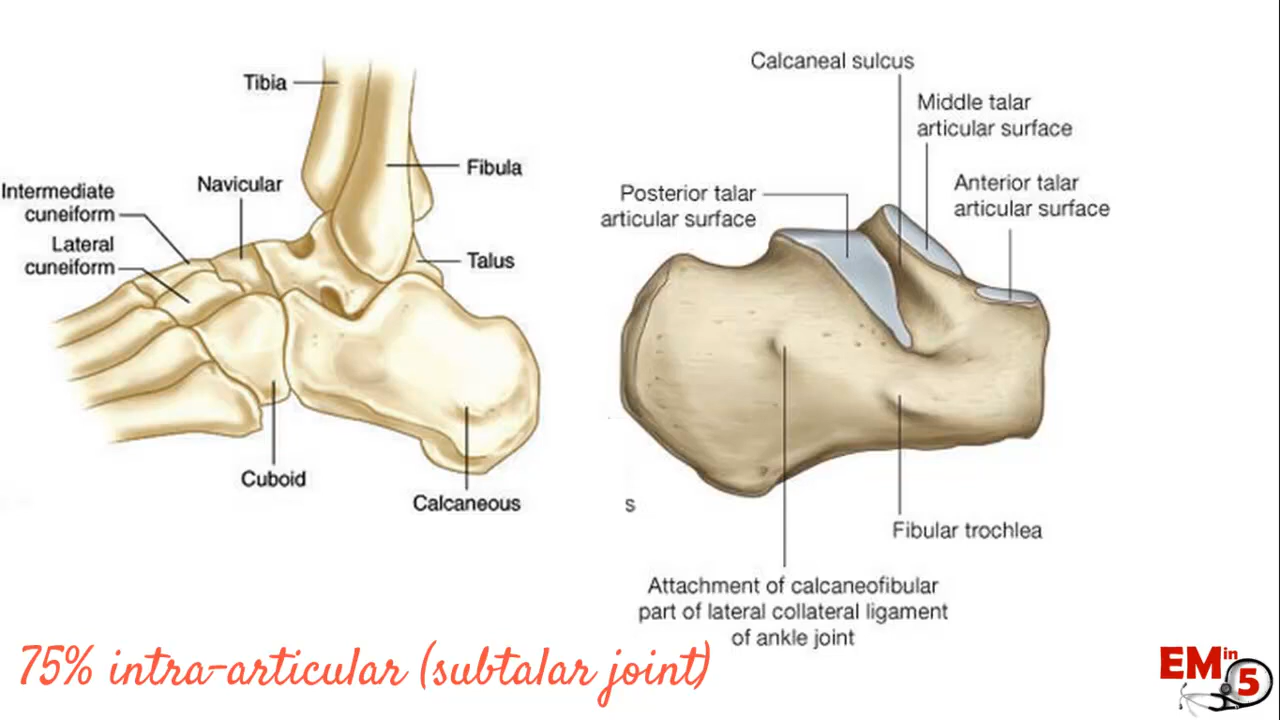 Tibia
Fibula
Navicular
Intermediate
cuneiform
Lateral
cuneiform
Talus
Cuboid
Calcaneous
Calcaneal sulcus
Middle talar
articular surface
Anterior talar
articular surface
Posterior talar
articular surface
s
Fibular trochlea
Attachment of calcaneofibular
part of lateral collateral ligament
of ankle joint
75% intra-articular (subtalar joint)
EM in 5